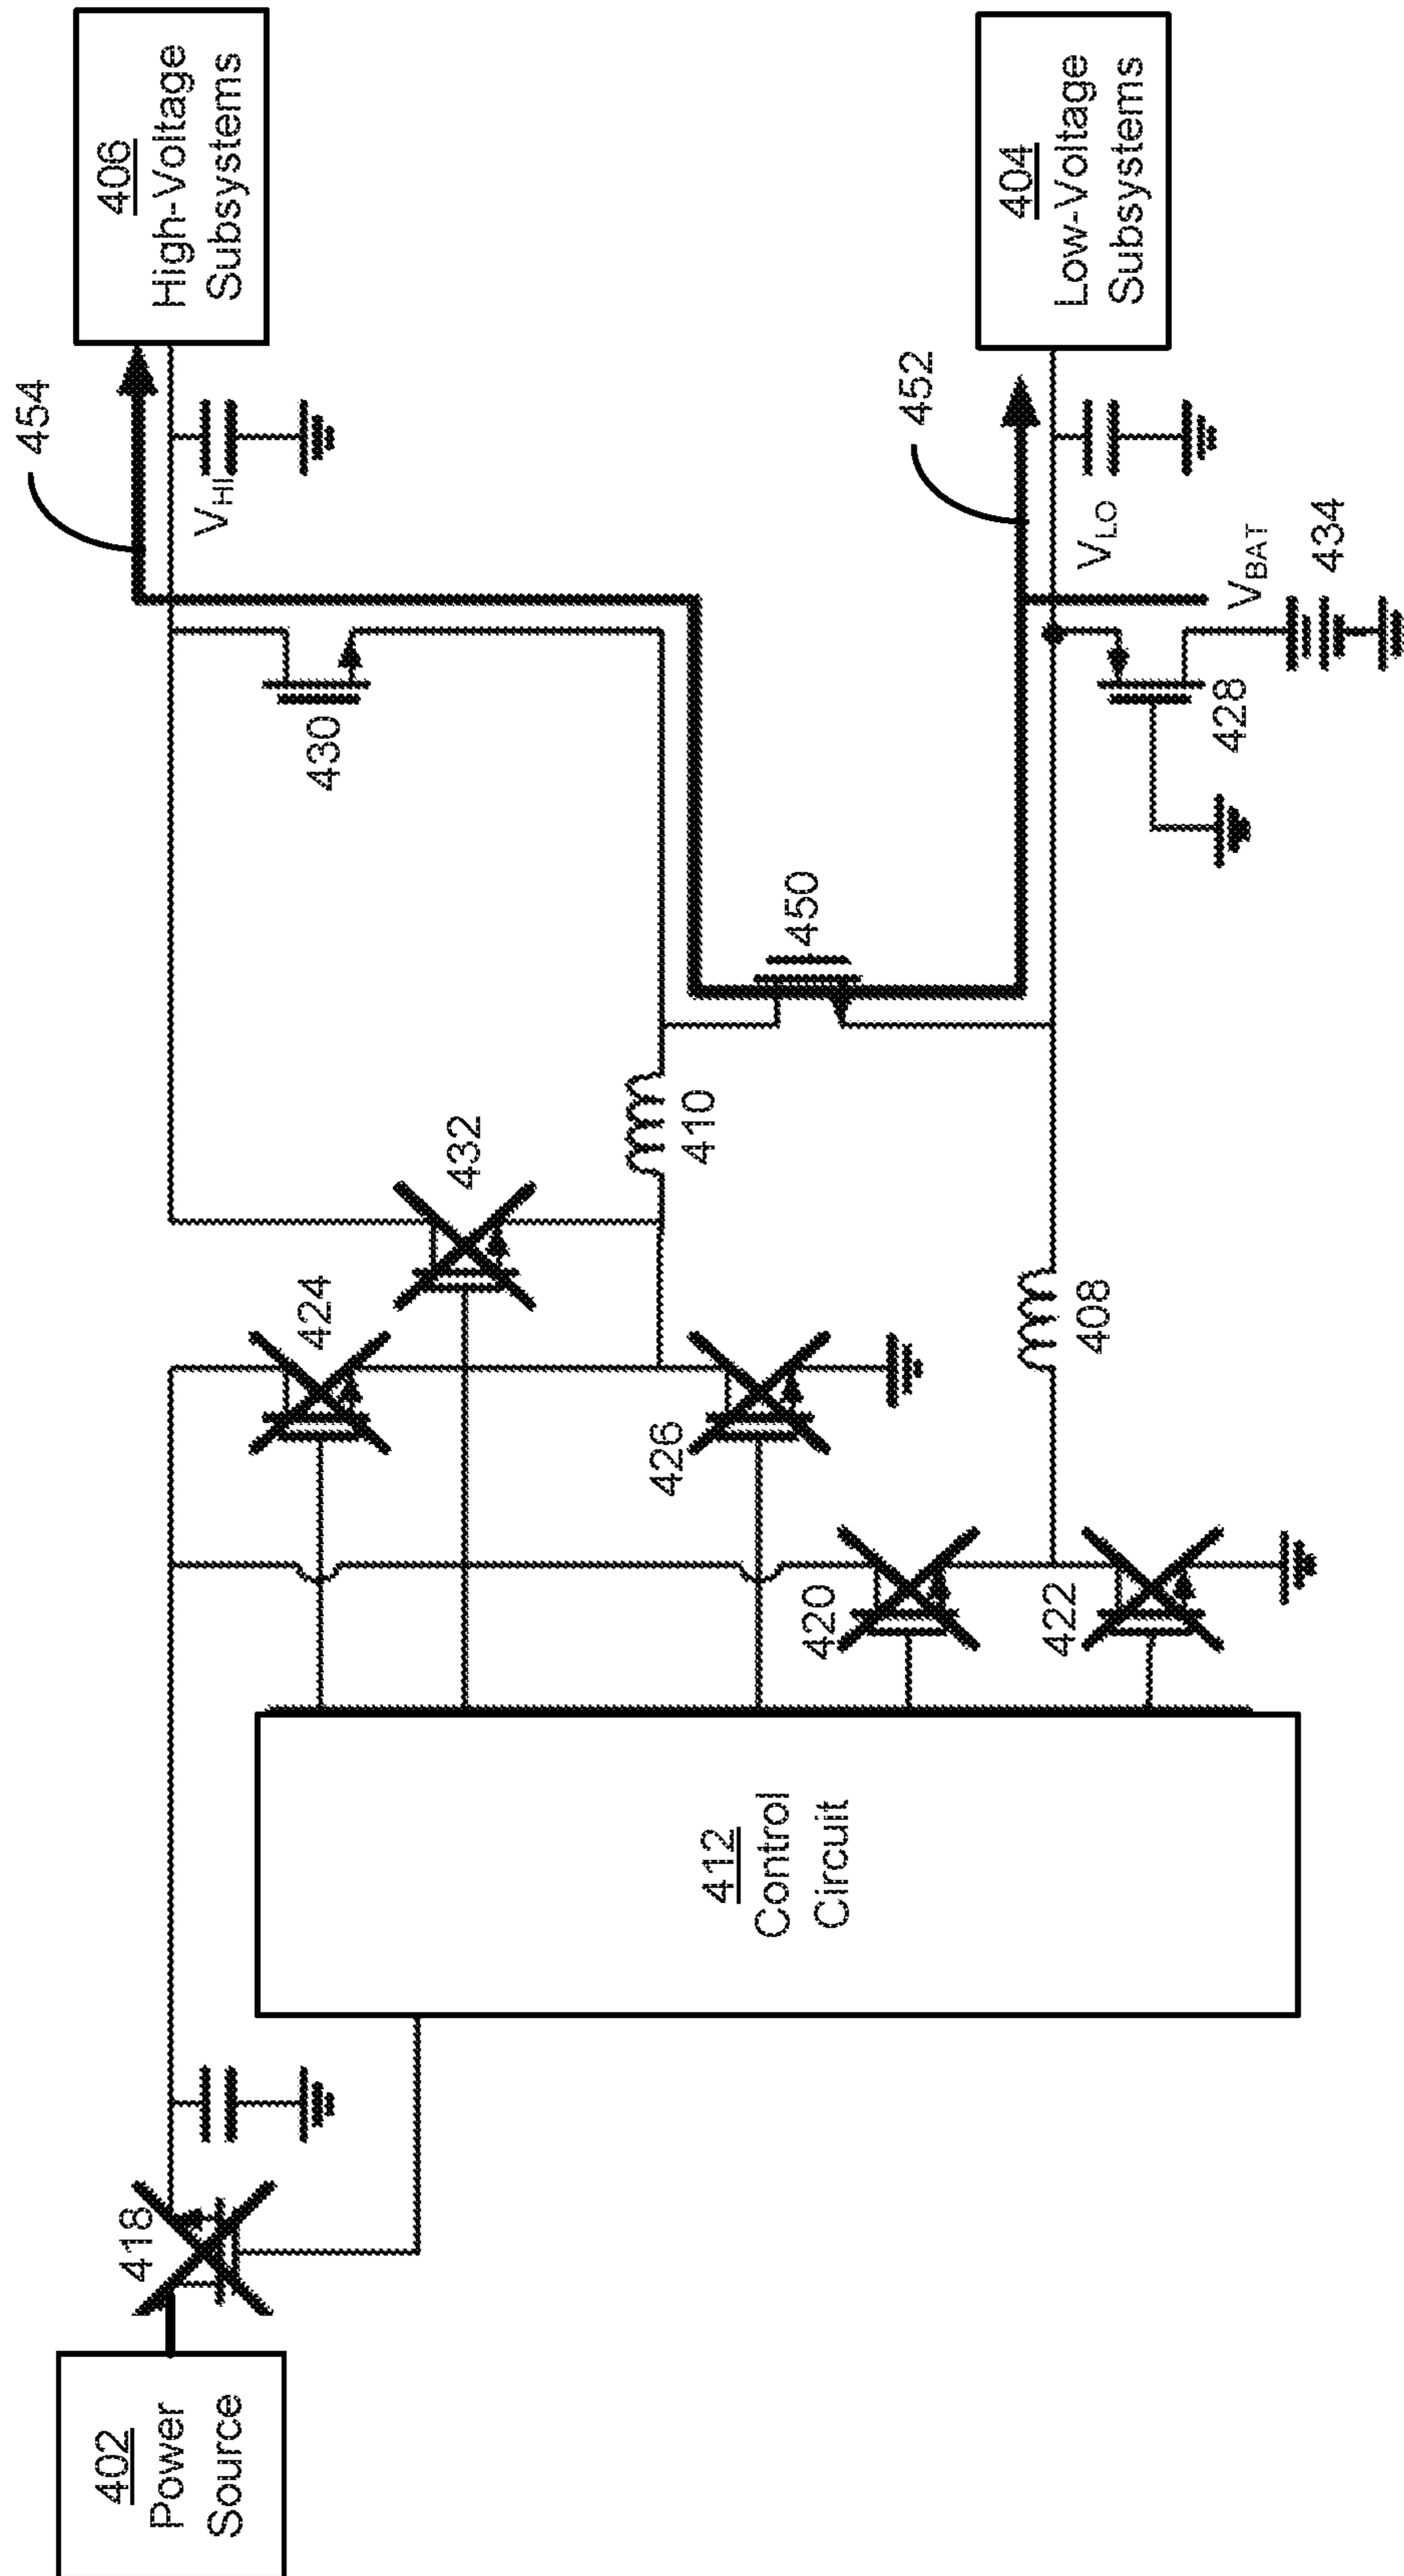 402
Power
Source
418
412
Control
Circuit
424
432
426
420
422
410
408
450
430
454
V_HI
406
High-Voltage
Subsystems
452
V_LO
404
Low-Voltage
Subsystems
428
V_BAT
434